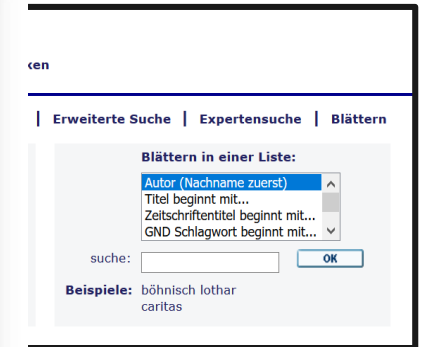 Erweiterte Suche | Expertensuche | Blättern
Blättern in einer Liste:
Autor (Nachname zuerst)
Titel beginnt mit...
Zeitschriftentitel beginnt mit...
GND Schlagwort beginnt mit...
suche: OK
Beispiele: böhnisch lothar
caritas